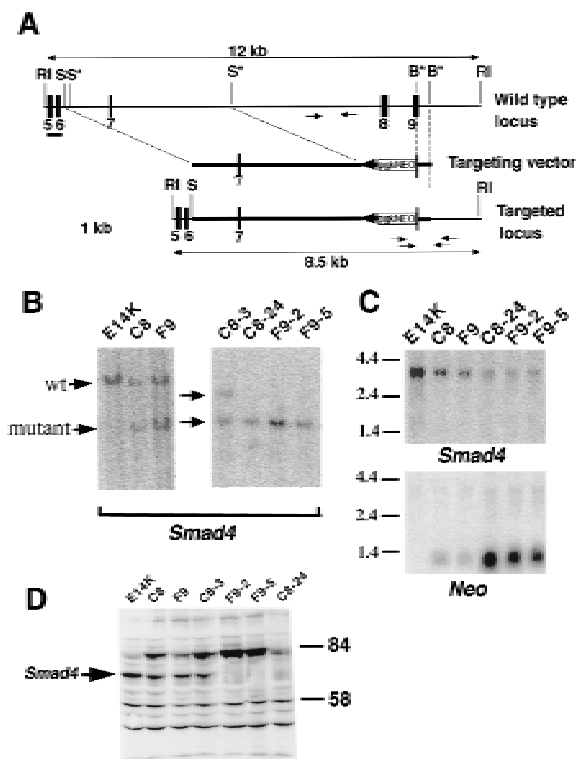 A
12 kb
RI S S* S* B* B* RI
Wild type
locus
5 6 7 8 9
Targeting vector
7 pgkNEO
RI S RI
Targeted
locus
1 kb 5 6 7 pgkNEO
8.5 kb
B
E14K C8 F9 C8-3 C8-24 F9-2 F9-5
wt
mutant
Smad4
C
E14K C8 F9 C8-24 F9-2 F9-5
4.4
2.4
1.4
Smad4
4.4
2.4
1.4
Neo
D
E14K C8 F9 C8-3 F9-2 F9-5 C8-24
84
Smad4
58